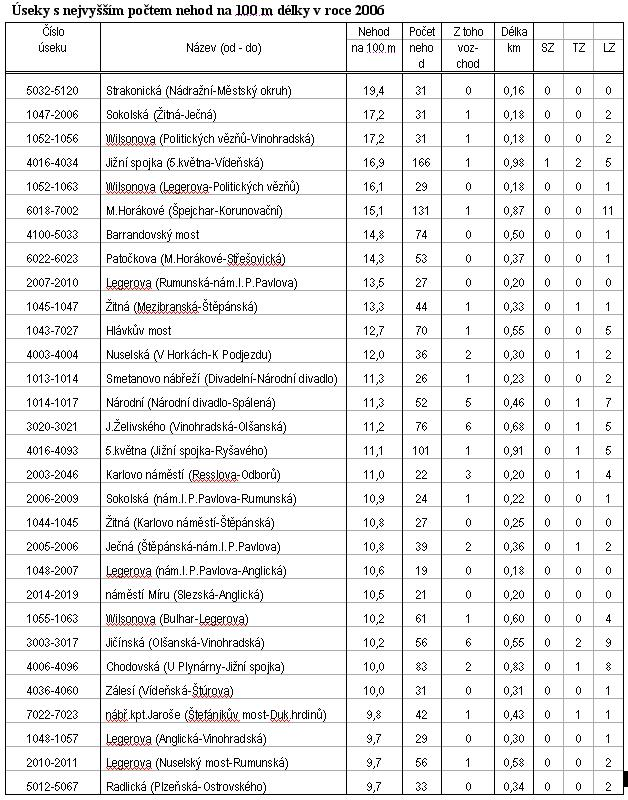 Úseky s nejvyšším počtem nehod na 100 m délky v roce 2006
Číslo úseku Název (od - do) Nehod na 100 m Počet neho d Z toho voz- chod Délka km SZ TZ LZ
5032-5120 Strakonická (Nádražní-Městský okruh) 19,4 31 0 0,16 0 0 0
1047-2006 Sokolská (Žitná-Ječná) 17,2 31 1 0,18 0 0 2
1052-1056 Wilsonova (Politických vězňů-Vinohradská) 17,2 31 1 0,18 0 0 2
4016-4034 Jižní spojka (5.května-Vídeňská) 16,9 166 1 0,98 1 2 5
1052-1063 Wilsonova (Legerova-Politických vězňů) 16,1 29 0 0,18 0 0 1
6018-7002 M.Horákové (Špejchar-Korunovační) 15,1 131 1 0,87 0 0 11
4100-5033 Barrandovský most 14,8 74 0 0,50 0 0 1
6022-6023 Patočkova (M.Horákové-Střešovická) 14,3 53 0 0,37 0 0 1
2007-2010 Legerova (Rumunská-nám.I.P.Pavlova) 13,5 27 0 0,20 0 0 0
1045-1047 Žitná (Mezibranská-Štěpánská) 13,3 44 1 0,33 0 1 1
1043-7027 Hlávkův most 12,7 70 1 0,55 0 0 5
4003-4004 Nuselská (V Horkách-K Podjezdu) 12,0 36 2 0,30 0 1 2
1013-1014 Smetanovo nábřeží (Divadelní-Národní divadlo) 11,3 26 1 0,23 0 0 2
1014-1017 Národní (Národní divadlo-Spálená) 11,3 52 5 0,46 0 1 7
3020-3021 J.Želivského (Vinohradská-Olšanská) 11,2 76 6 0,68 0 1 5
4016-4093 5.května (Jižní spojka-Ryšavého) 11,1 101 1 0,91 0 1 5
2003-2046 Karlovo náměstí (Resslova-Odborů) 11,0 22 3 0,20 0 1 4
2006-2009 Sokolská (nám.I.P.Pavlova-Rumunská) 10,9 24 1 0,22 0 0 1
1044-1045 Žitná (Karlovo náměstí-Štěpánská) 10,8 27 0 0,25 0 0 0
2005-2006 Ječná (Štěpánská-nám.I.P.Pavlova) 10,8 39 2 0,36 0 1 2
1048-2007 Legerova (nám.I.P.Pavlova-Anglická) 10,6 19 0 0,18 0 0 0
2014-2019 náměstí Míru (Slezská-Anglická) 10,5 21 0 0,20 0 0 0
1055-1063 Wilsonova (Bulhar-Legerova) 10,2 61 1 0,60 0 0 4
3003-3017 Jičínská (Olšanská-Vinohradská) 10,2 56 6 0,55 0 2 9
4006-4096 Chodovská (U Plynárny-Jižní spojka) 10,0 83 2 0,83 0 1 8
4036-4060 Zálesí (Vídeňská-Štúrova) 10,0 31 0 0,31 0 0 1
7022-7023 nábř.kpt.Jaroše (Štefánikův most-Duk.hrdinů) 9,8 42 1 0,43 0 1 1
1048-1057 Legerova (Anglická-Vinohradská) 9,7 29 0 0,30 0 0 1
2010-2011 Legerova (Nuselský most-Rumunská) 9,7 56 1 0,58 0 0 2
5012-5067 Radlická (Plzeňská-Ostrovského) 9,7 33 0 0,34 0 0 2